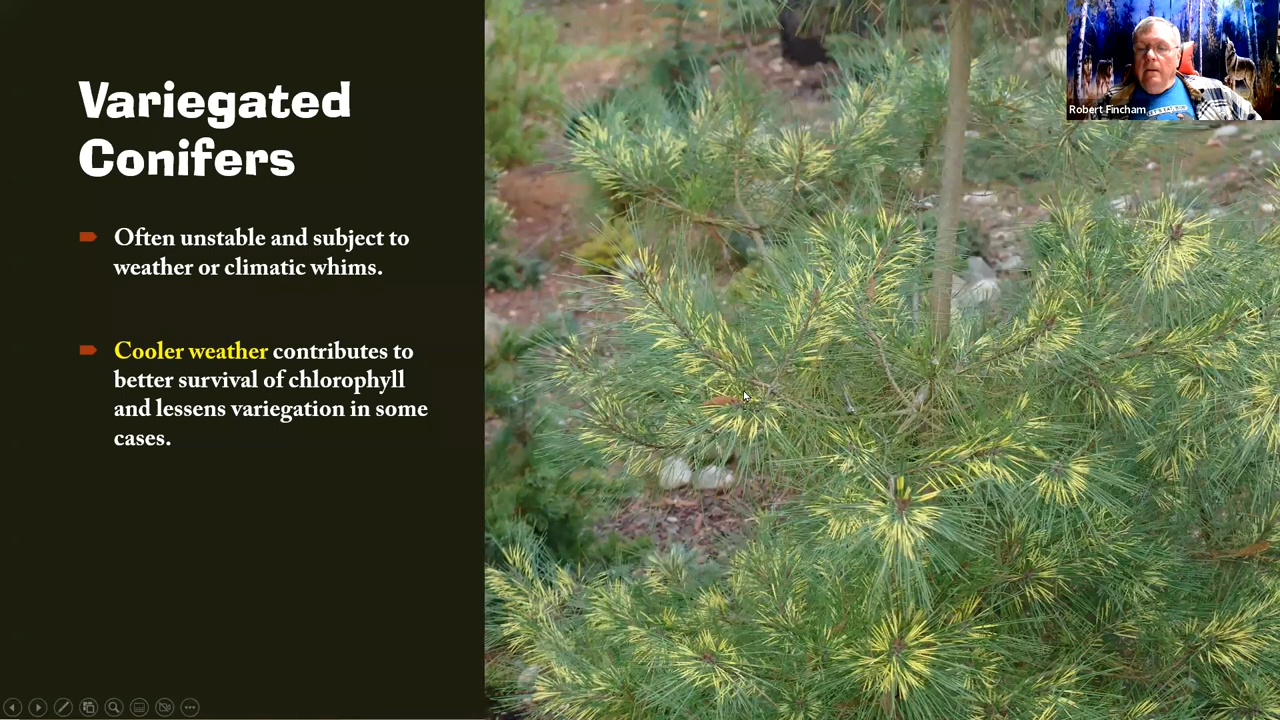 Variegated
Conifers
Often unstable and subject to
weather or climatic whims.
Cooler weather contributes to
better survival of chlorophyll
and lessens variegation in some
cases.
Robert Fincham